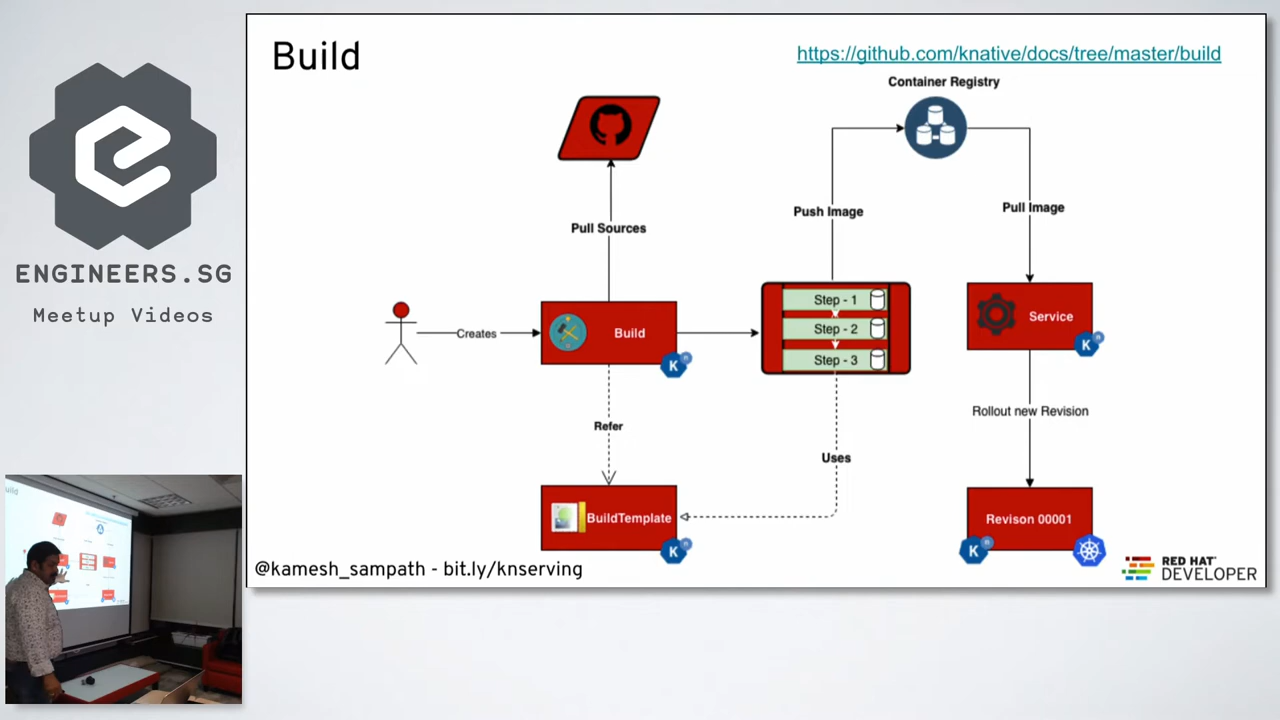 ENGINEERS.SG
Meetup Videos
Build
https://github.com/knative/docs/tree/master/build
Container Registry
Pull Sources
Push Image
Pull Image
Creates
Build
K
n
Step - 1
Step - 2
Step - 3
Service
K
n
Refer
Uses
Rollout new Revision
BuildTemplate
K
n
Revison 00001
K
n
@kamesh_sampath - bit.ly/knserving
RED HAT
DEVELOPER